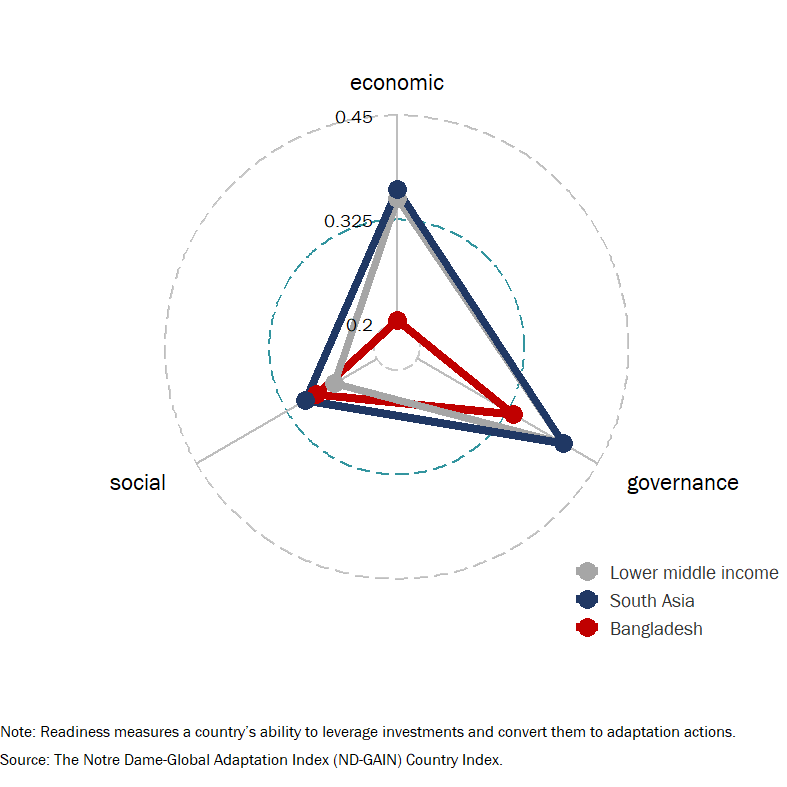 economic
0.45
0.325
0.2
social
governance
Lower middle income
South Asia
Bangladesh
Note: Readiness measures a country’s ability to leverage investments and convert them to adaptation actions.
Source: The Notre Dame-Global Adaptation Index (ND-GAIN) Country Index.